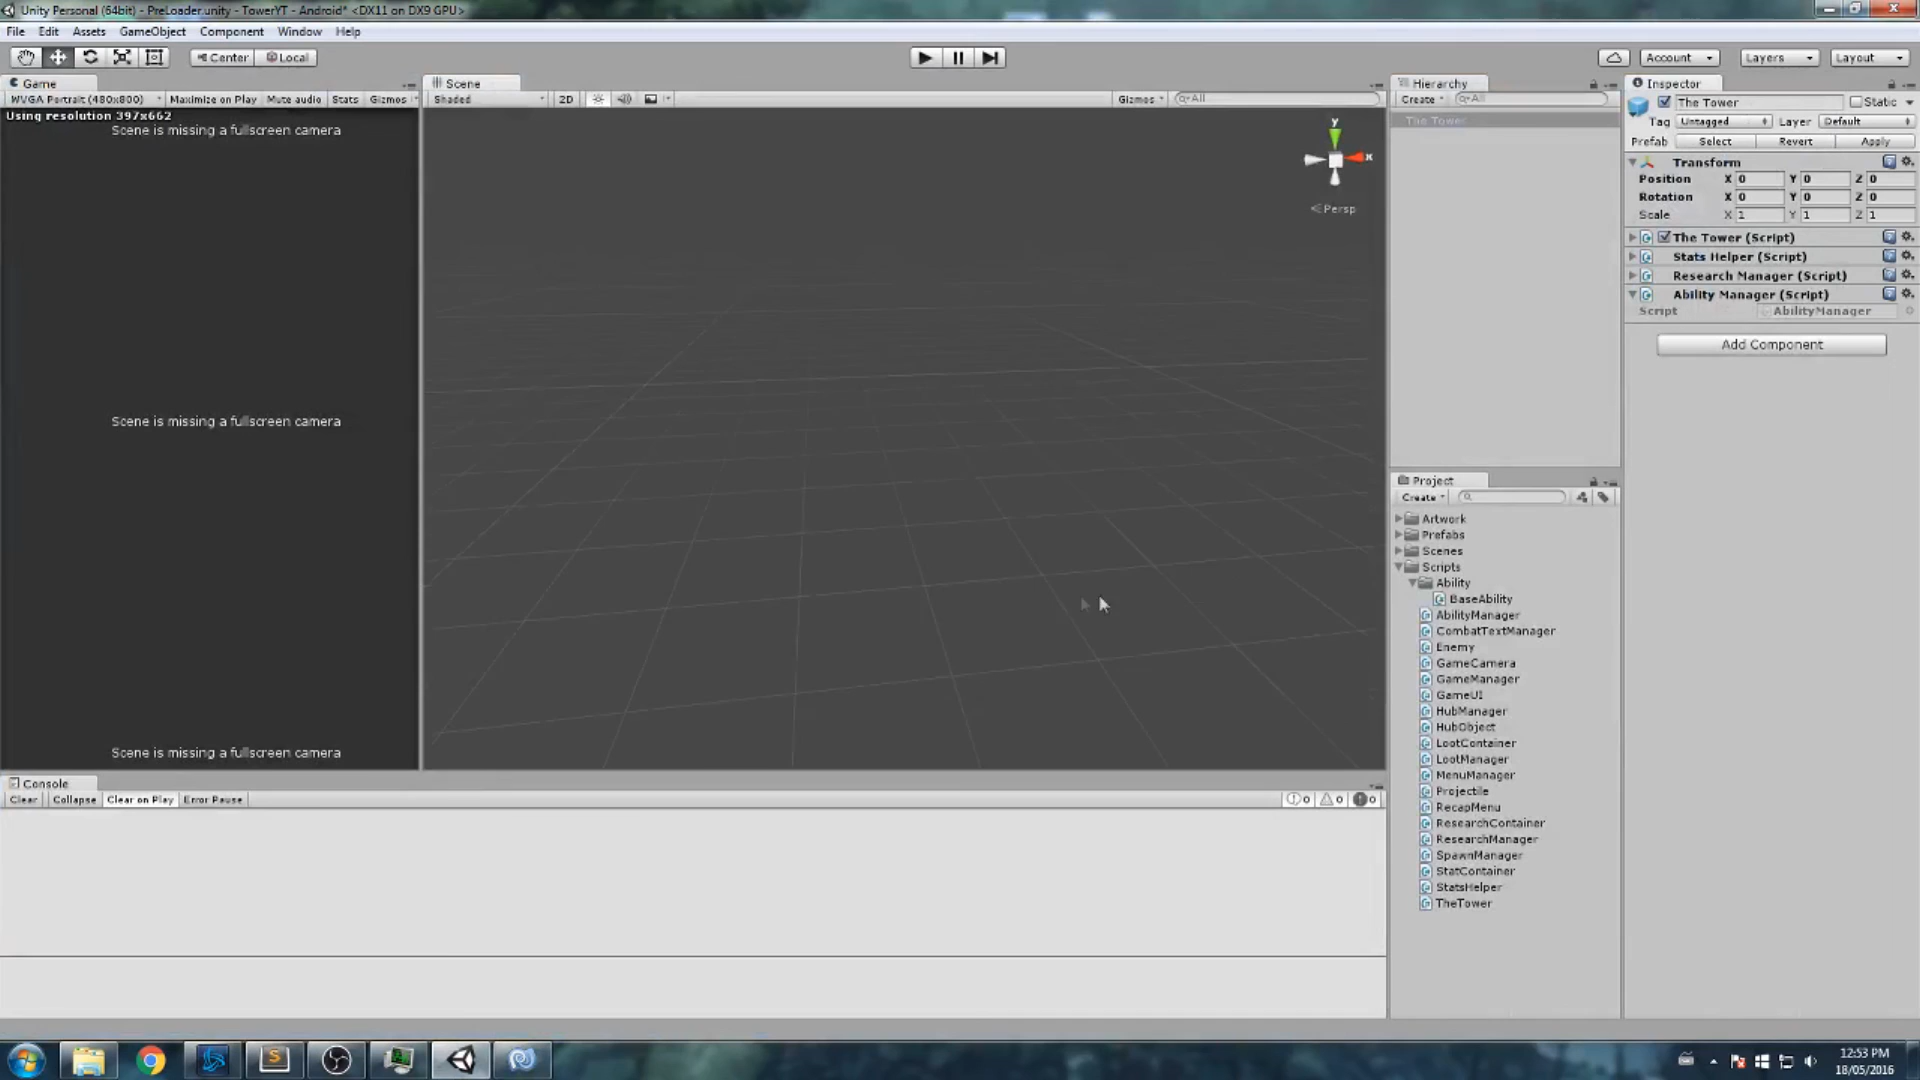 Unity Personal (64bit) - PreLoader.unity - TowerYT - Android* <DX11 on DX9 GPU>
File Edit Assets GameObject Component Window Help
Center Local
Account Layers Layout
Game
WVGA Portrait (480x800) Maximize on Play Mute audio Stats Gizmos
Using resolution 397x662
Scene is missing a fullscreen camera
Scene is missing a fullscreen camera
Scene is missing a fullscreen camera
Scene
Shaded 2D Gizmos All
y
x
Persp
Hierarchy
Create All
The Tower
Project
Create
Artwork
Prefabs
Scenes
Scripts
Ability
BaseAbility
AbilityManager
CombatTextManager
Enemy
GameCamera
GameManager
GameUI
HubManager
HubObject
LootContainer
LootManager
MenuManager
Projectile
RecapMenu
ResearchContainer
ResearchManager
SpawnManager
StatContainer
StatsHelper
TheTower
Inspector
The Tower Static
Tag Untagged Layer Default
Prefab Select Revert Apply
Transform
Position X 0 Y 0 Z 0
Rotation X 0 Y 0 Z 0
Scale X 1 Y 1 Z 1
The Tower (Script)
Stats Helper (Script)
Research Manager (Script)
Ability Manager (Script)
Script AbilityManager
Add Component
Console
Clear Collapse Clear on Play Error Pause 0 0 0
12:53 PM
18/05/2016